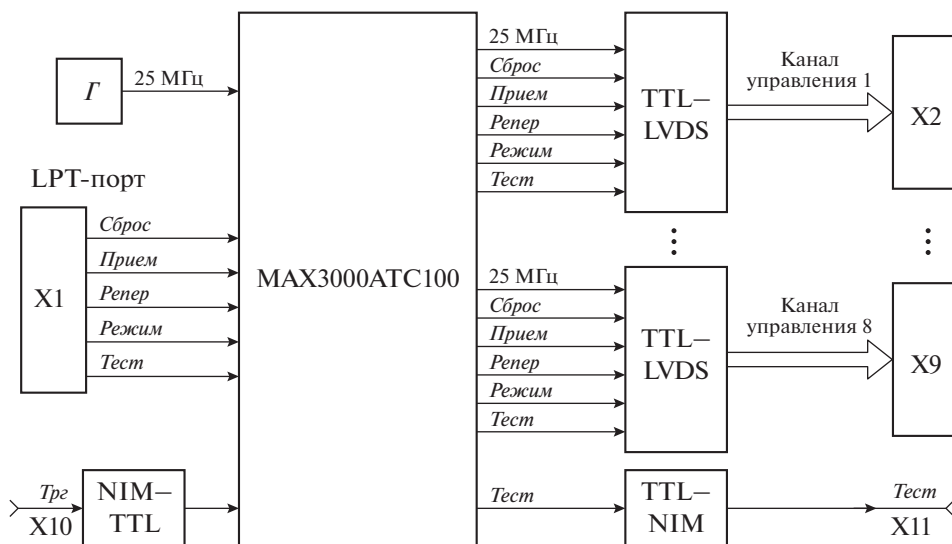 Г
25 МГц
LPT-порт
X1
Сброс
Прием
Репер
Режим
Тест
Трг
X10
NIM–
TTL
MAX3000ATC100
25 МГц
Сброс
Прием
Репер
Режим
Тест
TTL–
LVDS
Канал
управления 1
X2
25 МГц
Сброс
Прием
Репер
Режим
Тест
TTL–
LVDS
Канал
управления 8
X9
Тест
TTL–
NIM
Тест
X11